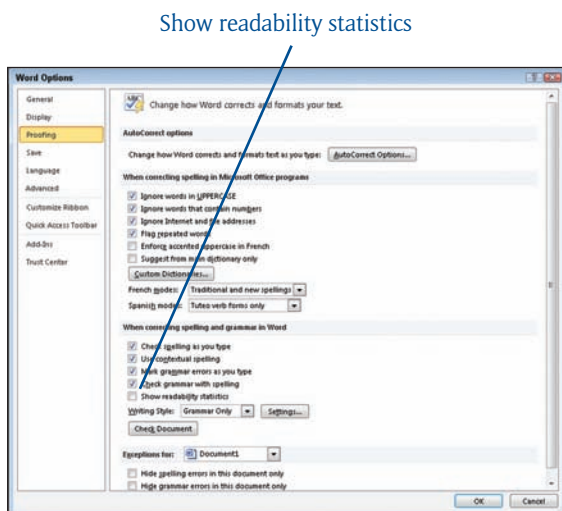 Show readability statistics
Word Options
General
Display
Proofing
Save
Language
Advanced
Customize Ribbon
Quick Access Toolbar
Add-Ins
Trust Center
ABC
Change how Word corrects and formats your text.
AutoCorrect options
Change how Word corrects and formats text as you type: AutoCorrect Options...
When correcting spelling in Microsoft Office programs
Ignore words in UPPERCASE
Ignore words that contain numbers
Ignore Internet and file addresses
Flag repeated words
Enforce accented uppercase in French
Suggest from main dictionary only
Custom Dictionaries...
French modes: Traditional and new spellings
Spanish modes: Tuteo verb forms only
When correcting spelling and grammar in Word
Check spelling as you type
Use contextual spelling
Mark grammar errors as you type
Check grammar with spelling
Show readability statistics
Writing Style: Grammar Only Settings...
Check Document
Exceptions for: Document1
Hide spelling errors in this document only
Hide grammar errors in this document only
OK Cancel